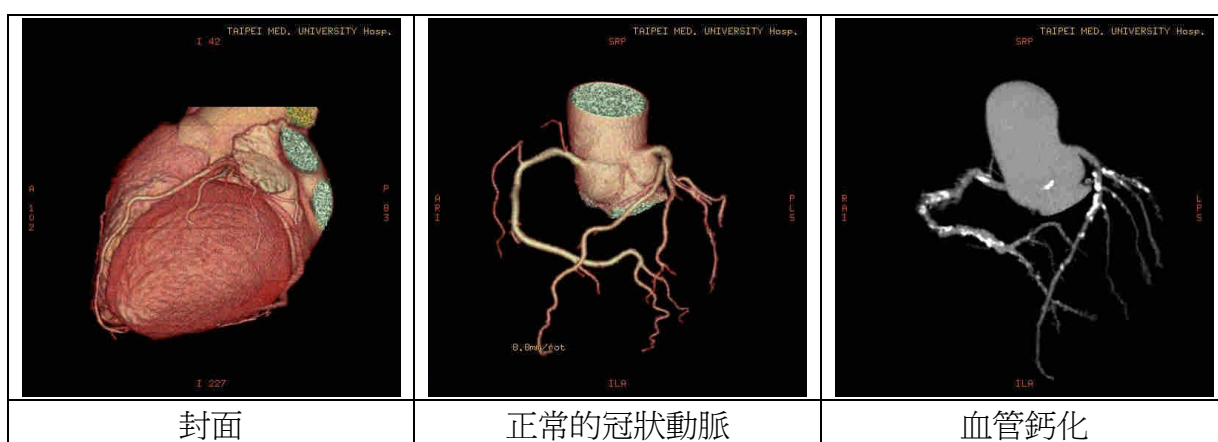 TAIPEI MED. UNIVERSITY Hosp.
I 42
A 102
P 83
I 227
TAIPEI MED. UNIVERSITY Hosp.
SRP
ARI
PLS
8.8mm/rot
ILA
TAIPEI MED. UNIVERSITY Hosp.
SRP
RAI
LPS
ILA
封面
正常的冠狀動脈
血管鈣化